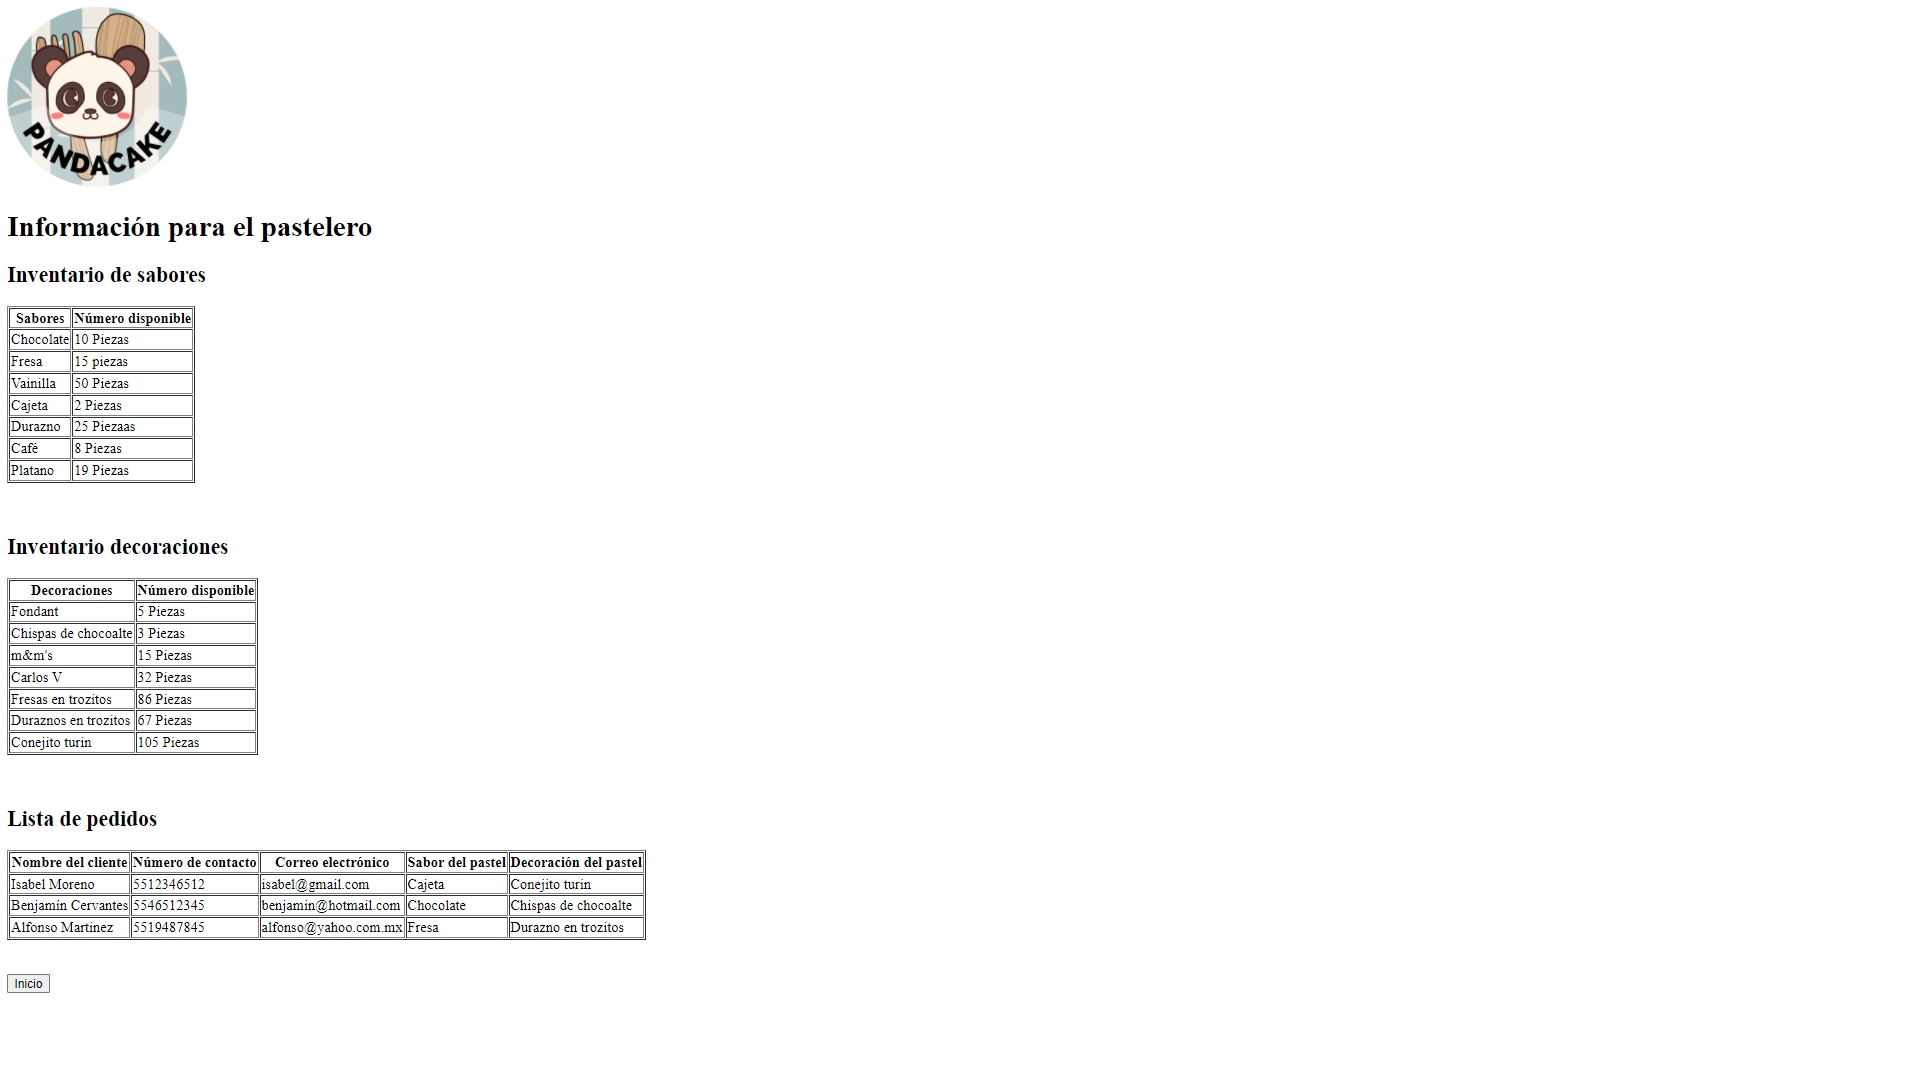 PANDACAKE
Información para el pastelero
Inventario de sabores
Sabores Número disponible
Chocolate 10 Piezas
Fresa 15 piezas
Vainilla 50 Piezas
Cajeta 2 Piezas
Durazno 25 Piezaas
Café 8 Piezas
Platano 19 Piezas
Inventario decoraciones
Decoraciones Número disponible
Fondant 5 Piezas
Chispas de chocoalte 3 Piezas
m&m's 15 Piezas
Carlos V 32 Piezas
Fresas en trozitos 86 Piezas
Duraznos en trozitos 67 Piezas
Conejito turin 105 Piezas
Lista de pedidos
Nombre del cliente Número de contacto Correo electrónico Sabor del pastel Decoración del pastel
Isabel Moreno 5512346512 isabel@gmail.com Cajeta Conejito turin
Benjamín Cervantes 5546512345 benjamin@hotmail.com Chocolate Chispas de chocoalte
Alfonso Martinez 5519487845 alfonso@yahoo.com.mx Fresa Durazno en trozitos
Inicio